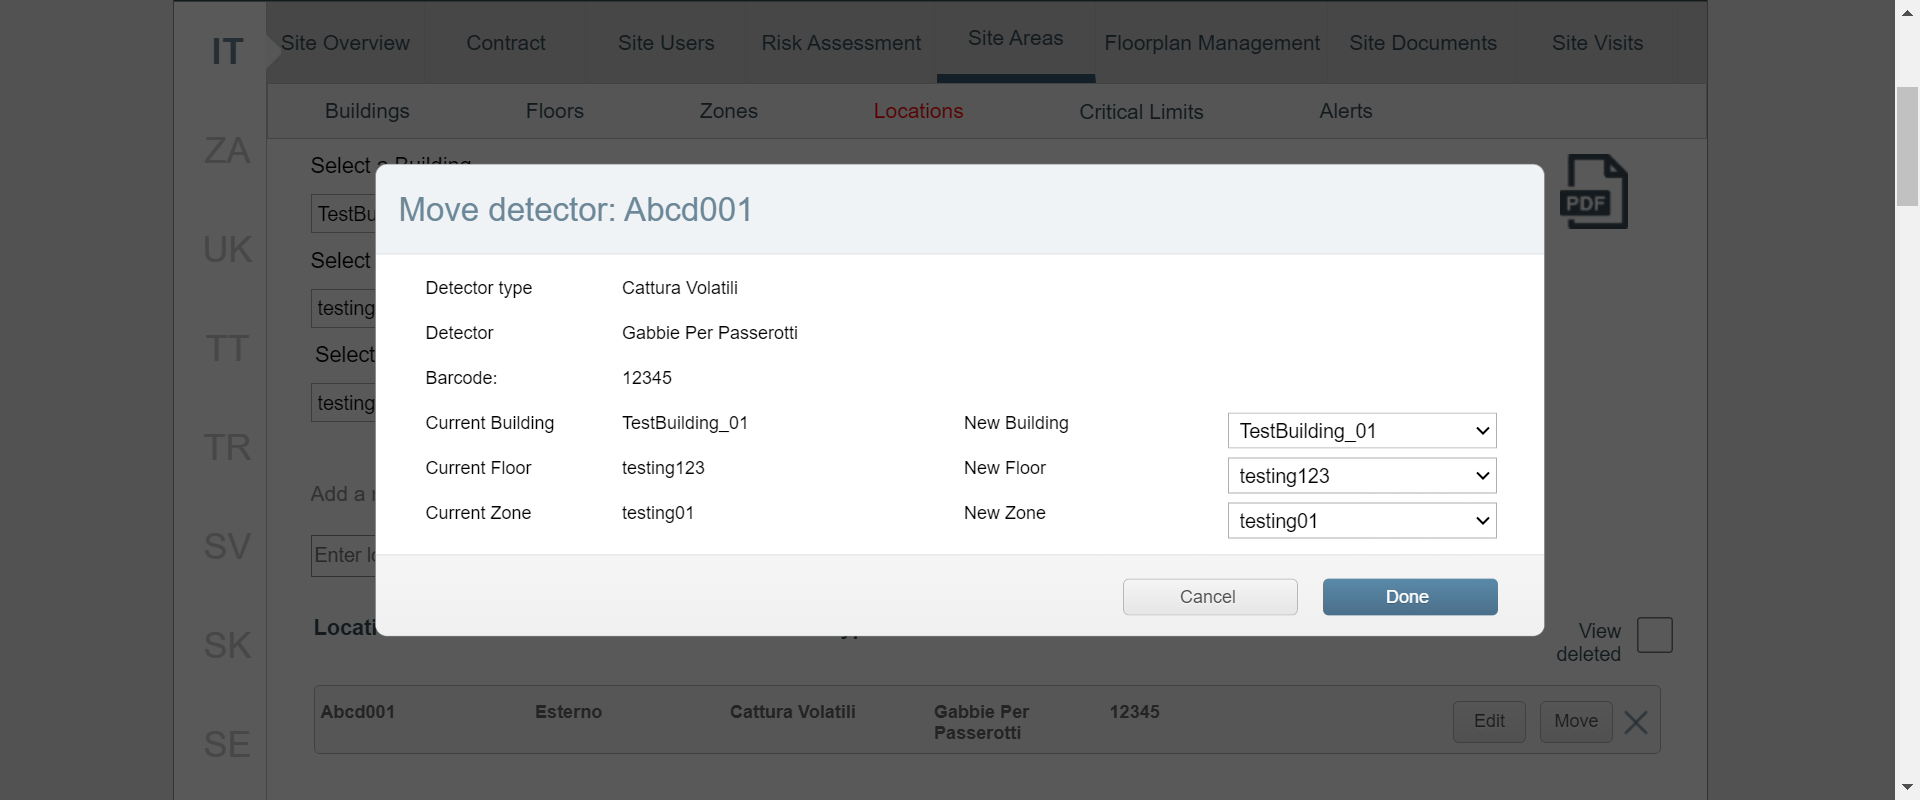 IT
Site Overview
Contract
Site Users
Risk Assessment
Site Areas
Floorplan Management
Site Documents
Site Visits
Buildings
Floors
Zones
Locations
Critical Limits
Alerts
ZA
UK
TT
TR
SV
SK
SE
Select a Building
TestBu
Select
testing
Select
testing
Add a
Enter
PDF
Move detector: Abcd001
Detector type Cattura Volatili
Detector Gabbie Per Passerotti
Barcode: 12345
Current Building TestBuilding_01 New Building TestBuilding_01
Current Floor testing123 New Floor testing123
Current Zone testing01 New Zone testing01
Cancel Done
Locati
View
deleted
Abcd001 Esterno Cattura Volatili Gabbie Per 12345 Edit Move
Passerotti